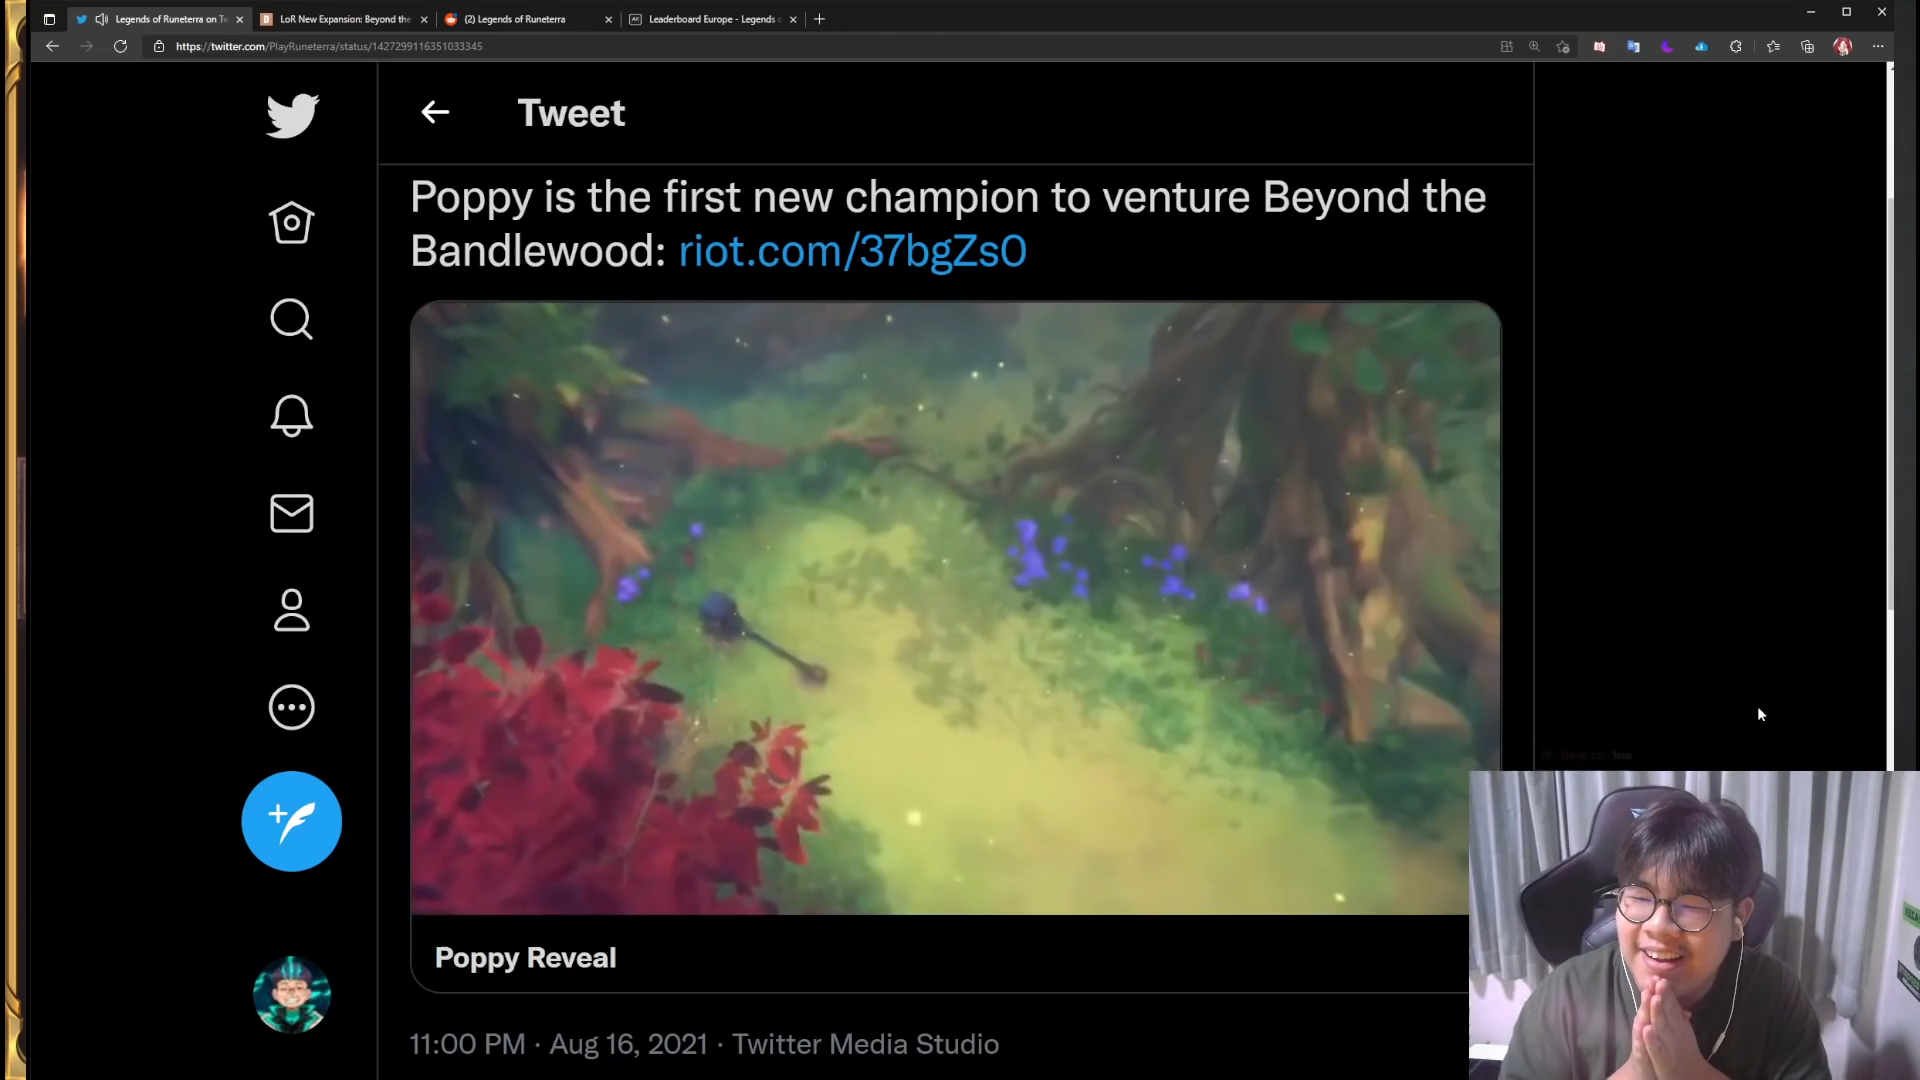 Legends of Runeterra on Tw
LoR New Expansion: Beyond the
(2) Legends of Runeterra
Leaderboard Europe - Legends o
https://twitter.com/PlayRuneterra/status/1427299116351033345
Tweet
Poppy is the first new champion to venture Beyond the
Bandlewood: riot.com/37bgZs0
Poppy Reveal
11:00 PM · Aug 16, 2021 · Twitter Media Studio